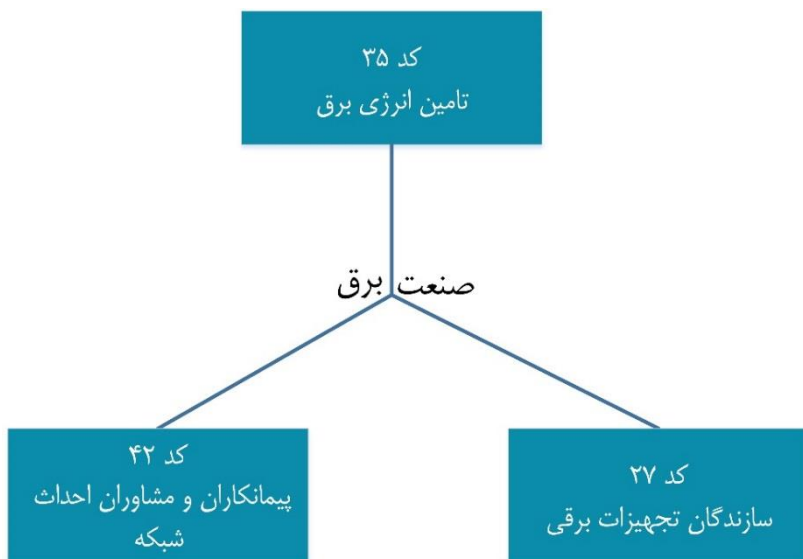 کد ۳۵
تامین انرژی برق
صنعت برق
کد ۴۲
پیمانکاران و مشاوران احداث
شبکه
کد ۲۷
سازندگان تجهیزات برقی